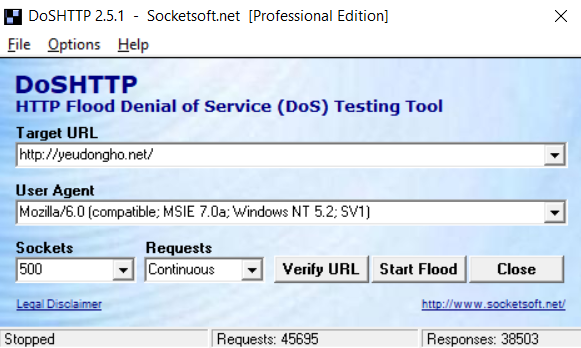 DoSHTTP 2.5.1 - Socketsoft.net [Professional Edition]
File Options Help
DoSHTTP
HTTP Flood Denial of Service (DoS) Testing Tool
Target URL
http://yeudongho.net/
User Agent
Mozilla/6.0 (compatible; MSIE 7.0a; Windows NT 5.2; SV1)
Sockets Requests
500 Continuous Verify URL Start Flood Close
Legal Disclaimer http://www.socketsoft.net/
Stopped Requests: 45695 Responses: 38503